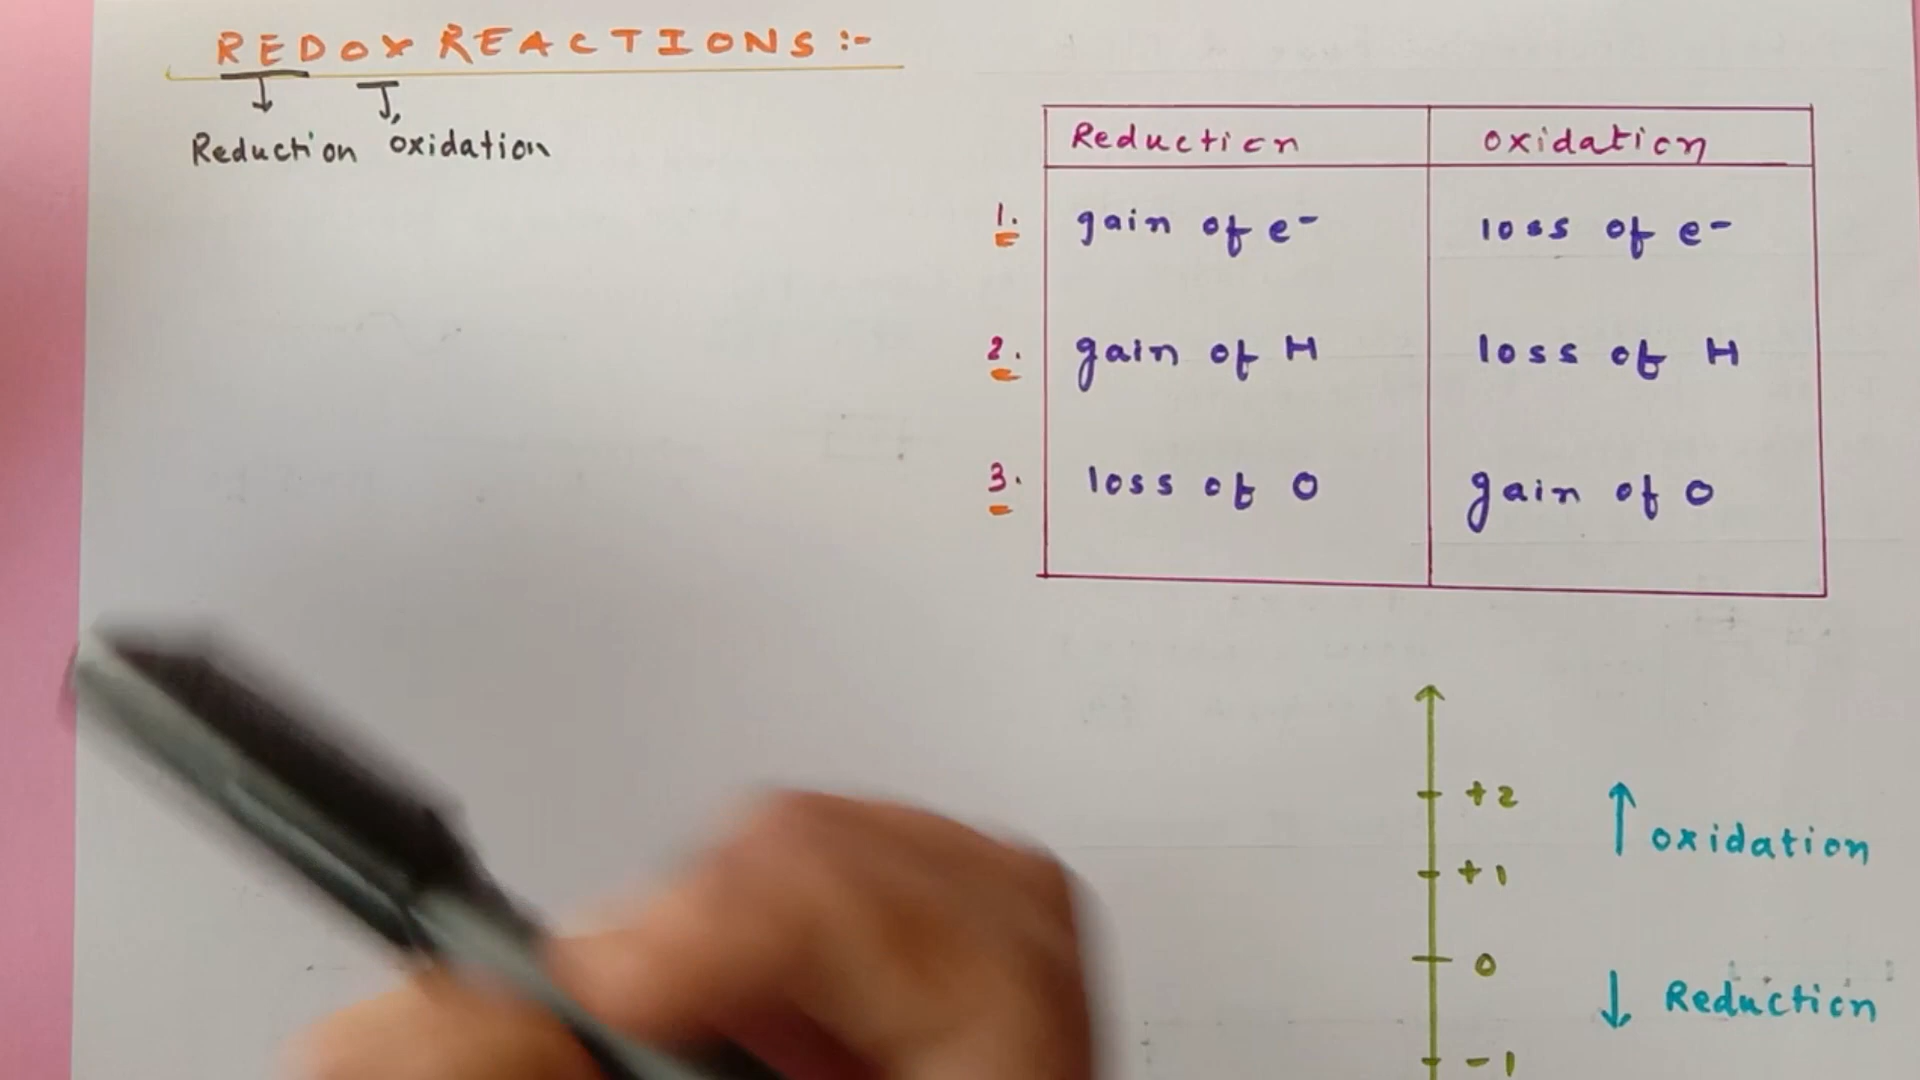 REDOX REACTIONS :-
Reduction oxidation
Reduction oxidation
1. gain of e- loss of e-
2. gain of H loss of H
3. loss of O gain of O
+2
↑ oxidation
+1
0
↓ Reduction
-1